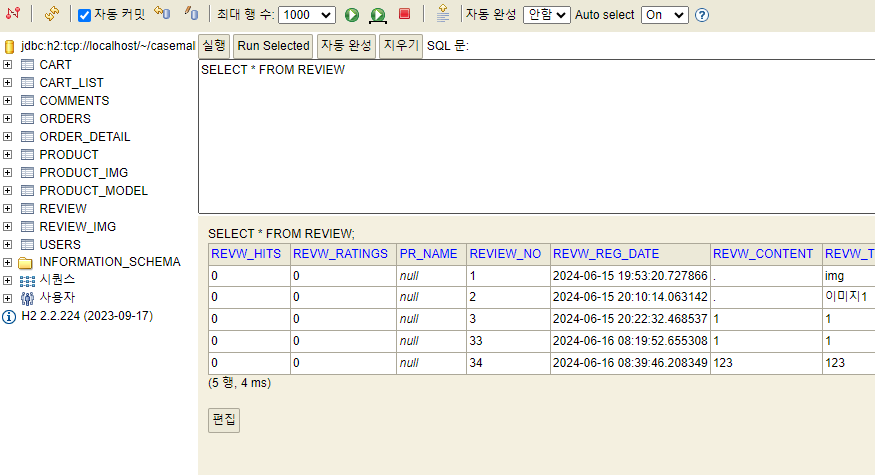 자동 커밋 최대 행 수: 1000 자동 완성 안함 Auto select On
jdbc:h2:tcp://localhost/~/casemal
CART
CART_LIST
COMMENTS
ORDERS
ORDER_DETAIL
PRODUCT
PRODUCT_IMG
PRODUCT_MODEL
REVIEW
REVIEW_IMG
USERS
INFORMATION_SCHEMA
시퀀스
사용자
H2 2.2.224 (2023-09-17)
실행 Run Selected 자동 완성 지우기 SQL 문:
SELECT * FROM REVIEW
SELECT * FROM REVIEW;
REVW_HITS REVW_RATINGS PR_NAME REVIEW_NO REVW_REG_DATE REVW_CONTENT REVW_T
0 0 null 1 2024-06-15 19:53:20.727866 . img
0 0 null 2 2024-06-15 20:10:14.063142 . 이미지1
0 0 null 3 2024-06-15 20:22:32.468537 1 1
0 0 null 33 2024-06-16 08:19:52.655308 1 1
0 0 null 34 2024-06-16 08:39:46.208349 123 123
(5 행, 4 ms)
편집